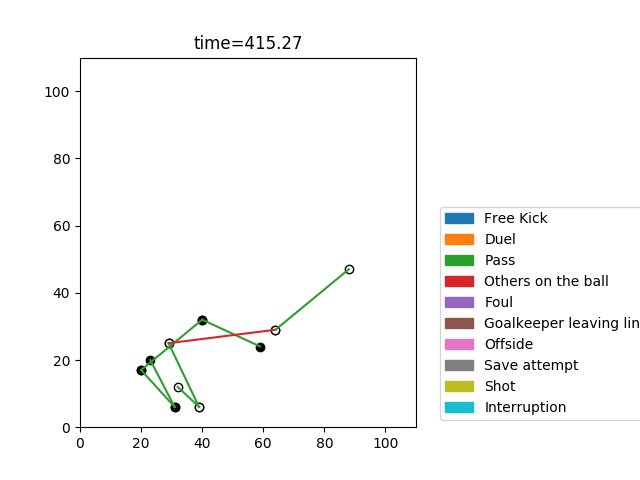 time=415.27
100
80
60
40
20
0
0 20 40 60 80 100
Free Kick
Duel
Pass
Others on the ball
Foul
Goalkeeper leaving lin
Offside
Save attempt
Shot
Interruption